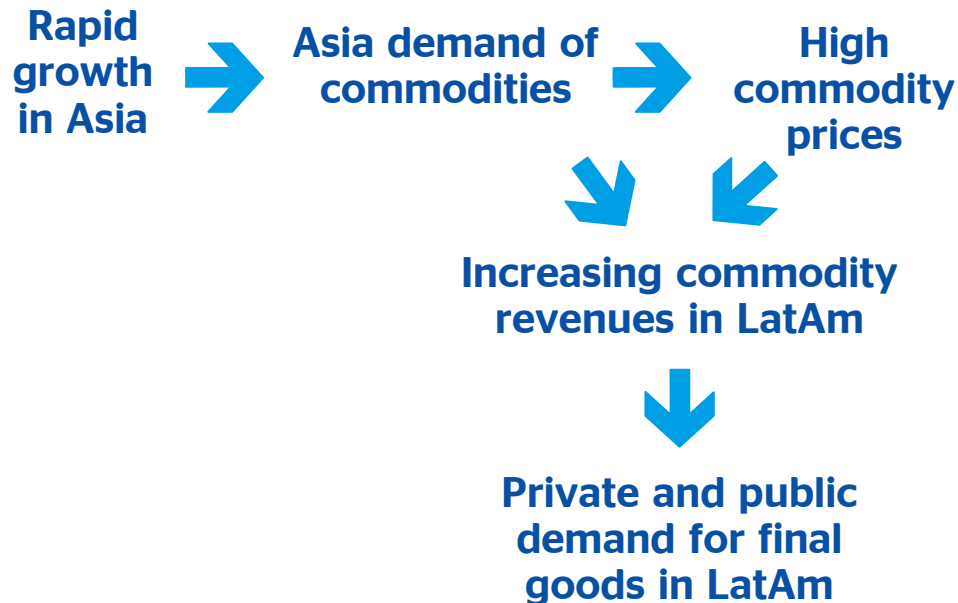 Rapid
growth
in Asia
Asia demand of
commodities
High
commodity
prices
Increasing commodity
revenues in LatAm
Private and public
demand for final
goods in LatAm